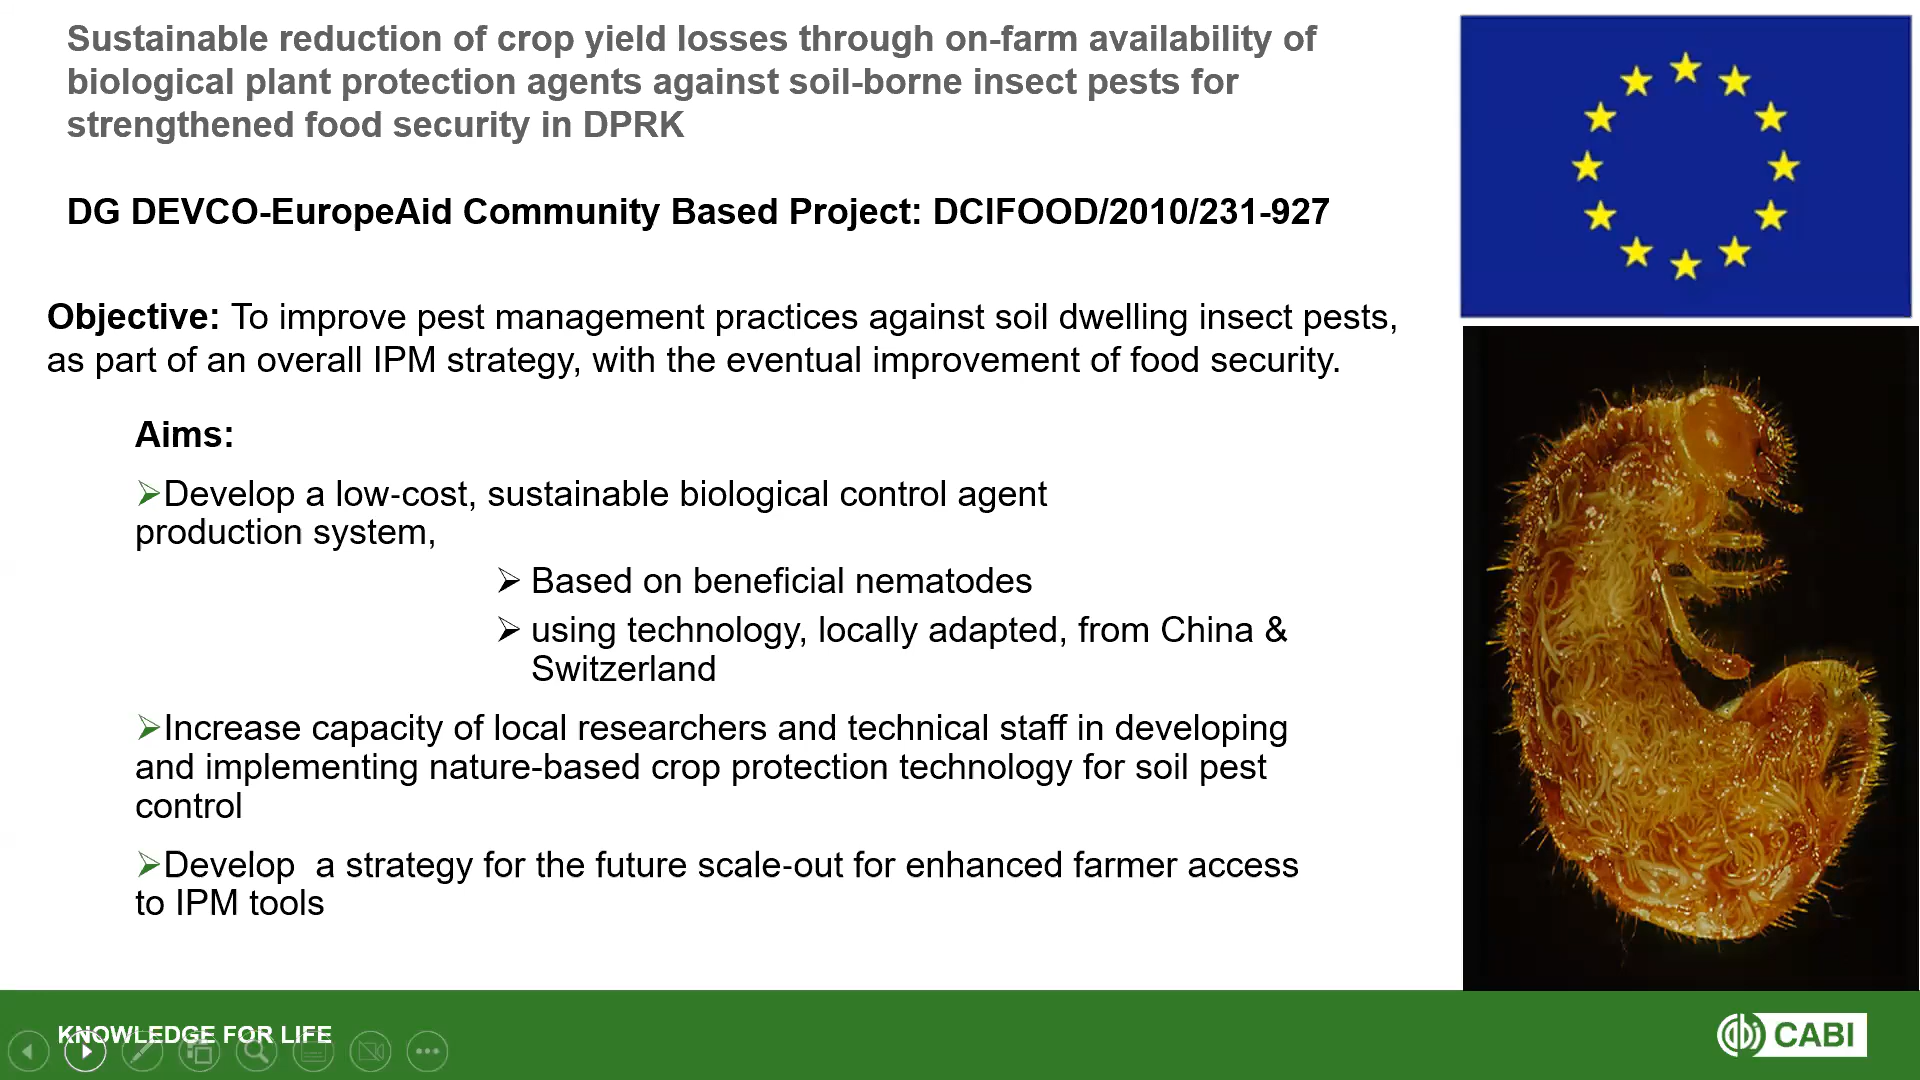 Sustainable reduction of crop yield losses through on-farm availability of
biological plant protection agents against soil-borne insect pests for
strengthened food security in DPRK
DG DEVCO-EuropeAid Community Based Project: DCIFOOD/2010/231-927
Objective: To improve pest management practices against soil dwelling insect pests,
as part of an overall IPM strategy, with the eventual improvement of food security.
Aims:
➢Develop a low-cost, sustainable biological control agent
production system,
➢ Based on beneficial nematodes
➢ using technology, locally adapted, from China &
Switzerland
➢Increase capacity of local researchers and technical staff in developing
and implementing nature-based crop protection technology for soil pest
control
➢Develop  a strategy for the future scale-out for enhanced farmer access
to IPM tools
KNOWLEDGE FOR LIFE
CABI